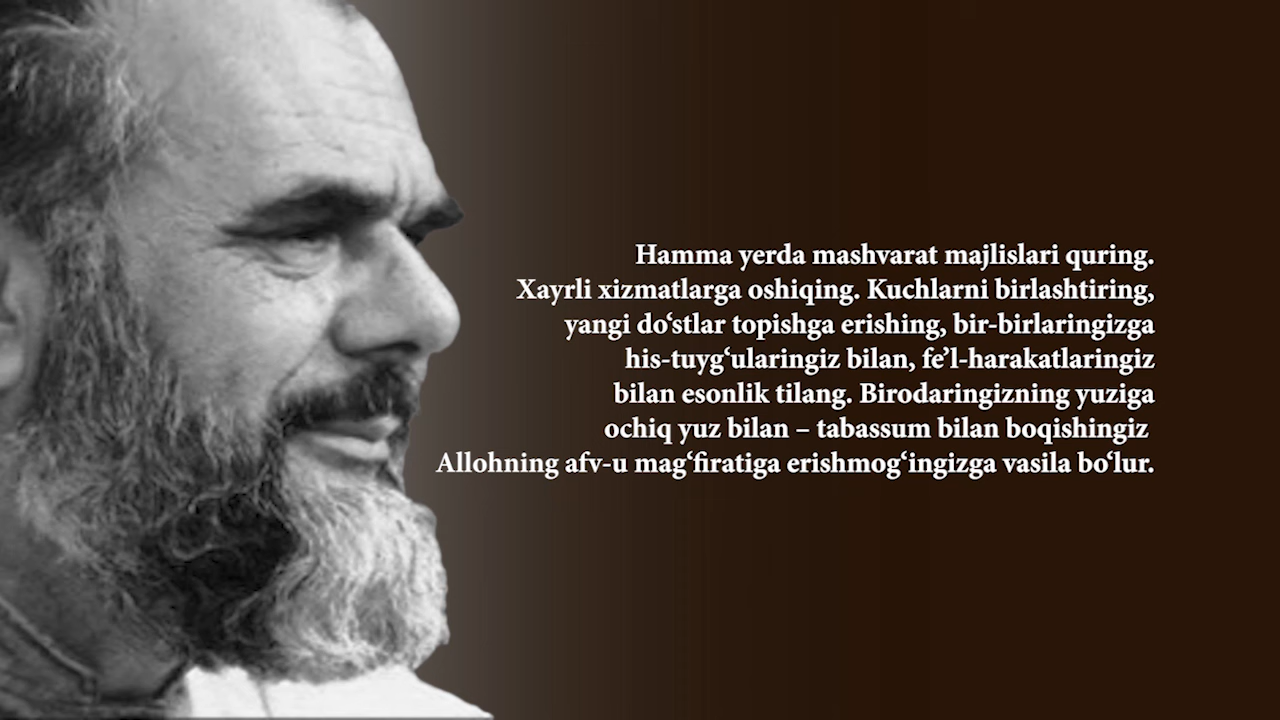 Hamma yerda mashvarat majlislari quring.
Xayrli xizmatlarga oshiqing. Kuchlarni birlashtiring,
yangi do‘stlar topishga erishing, bir-birlaringizga
his-tuyg‘ularingiz bilan, fe’l-harakatlaringiz
bilan esonlik tilang. Birodaringizning yuziga
ochiq yuz bilan – tabassum bilan boqishingiz
Allohning afv-u mag‘firatiga erishmog‘ingizga vasila bo‘lur.